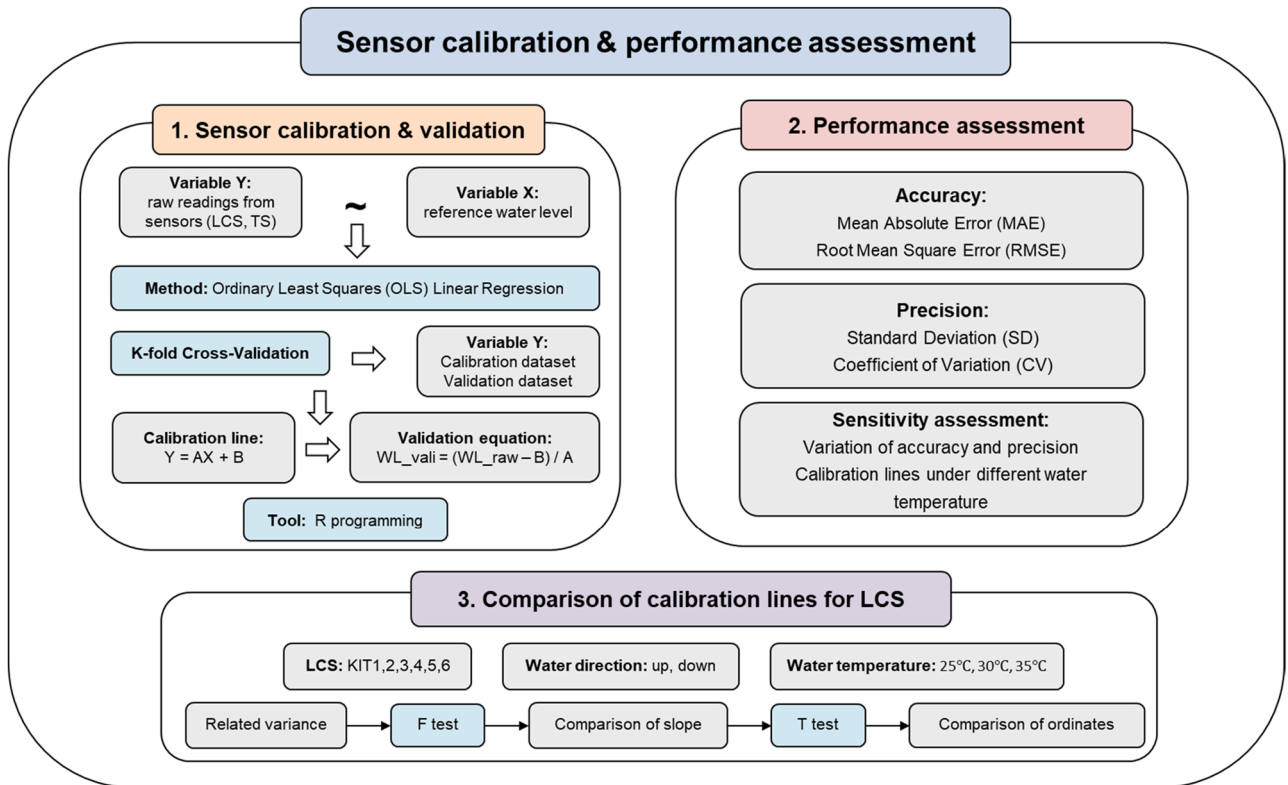 Sensor calibration & performance assessment
1. Sensor calibration & validation
Variable Y:
raw readings from
sensors (LCS, TS)
~
Variable X:
reference water level
Method: Ordinary Least Squares (OLS) Linear Regression
K-fold Cross-Validation
Variable Y:
Calibration dataset
Validation dataset
Calibration line:
Y = AX + B
Validation equation:
WL_vali = (WL_raw – B) / A
Tool: R programming
2. Performance assessment
Accuracy:
Mean Absolute Error (MAE)
Root Mean Square Error (RMSE)
Precision:
Standard Deviation (SD)
Coefficient of Variation (CV)
Sensitivity assessment:
Variation of accuracy and precision
Calibration lines under different water
temperature
3. Comparison of calibration lines for LCS
LCS: KIT1,2,3,4,5,6
Water direction: up, down
Water temperature: 25℃, 30℃, 35℃
Related variance
F test
Comparison of slope
T test
Comparison of ordinates